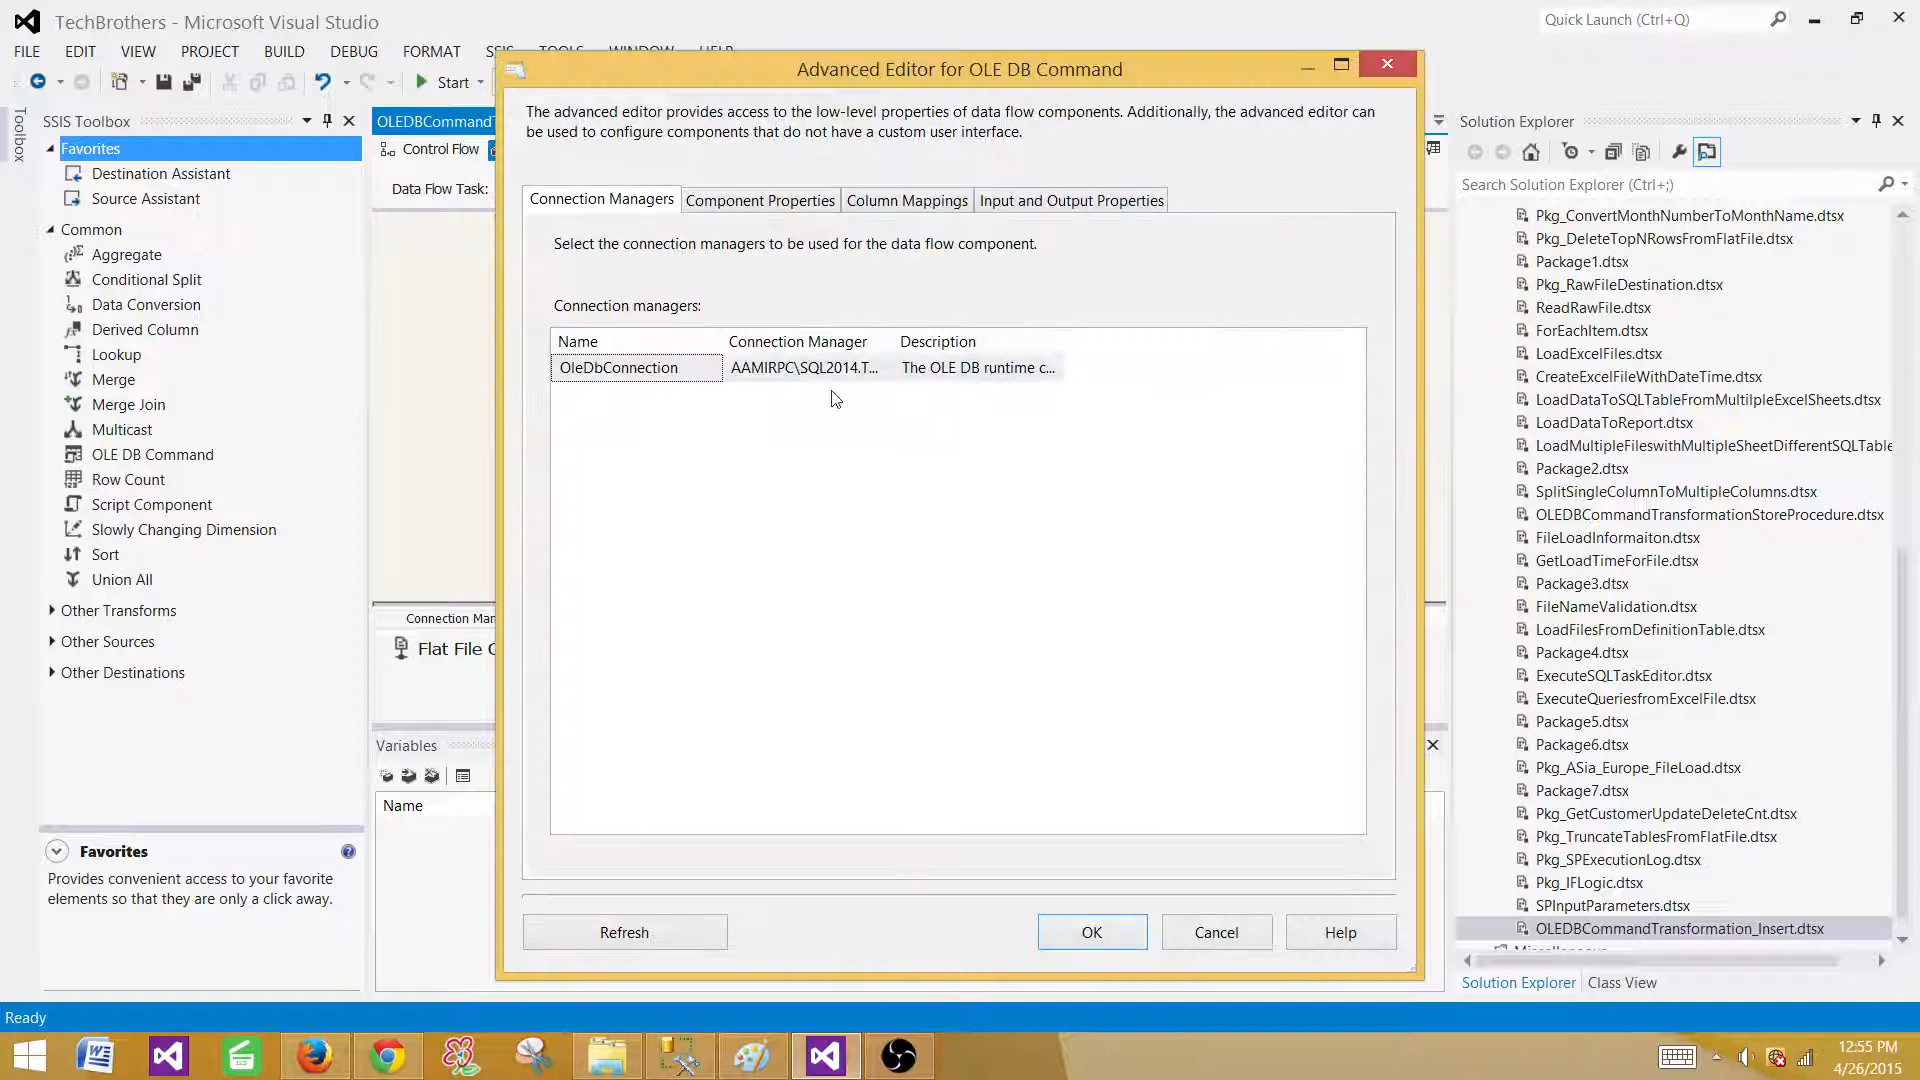 TechBrothers - Microsoft Visual Studio
Quick Launch (Ctrl+Q)
FILE EDIT VIEW PROJECT BUILD DEBUG FORMAT SSIS TOOLS WINDOW HELP
Start
Toolbox
SSIS Toolbox
Favorites
Destination Assistant
Source Assistant
Common
Aggregate
Conditional Split
Data Conversion
Derived Column
Lookup
Merge
Merge Join
Multicast
OLE DB Command
Row Count
Script Component
Slowly Changing Dimension
Sort
Union All
Other Transforms
Other Sources
Other Destinations
Favorites
Provides convenient access to your favorite
elements so that they are only a click away.
OLEDBCommandT
Control Flow
Data Flow Task:
Connection Man
Flat File C
Variables
Name
Advanced Editor for OLE DB Command
The advanced editor provides access to the low-level properties of data flow components. Additionally, the advanced editor can
be used to configure components that do not have a custom user interface.
Connection Managers Component Properties Column Mappings Input and Output Properties
Select the connection managers to be used for the data flow component.
Connection managers:
Name Connection Manager Description
OleDbConnection AAMIRPC\SQL2014.T... The OLE DB runtime c...
Refresh OK Cancel Help
Solution Explorer
Search Solution Explorer (Ctrl+;)
Pkg_ConvertMonthNumberToMonthName.dtsx
Pkg_DeleteTopNRowsFromFlatFile.dtsx
Package1.dtsx
Pkg_RawFileDestination.dtsx
ReadRawFile.dtsx
ForEachItem.dtsx
LoadExcelFiles.dtsx
CreateExcelFileWithDateTime.dtsx
LoadDataToSQLTableFromMultilpleExcelSheets.dtsx
LoadDataToReport.dtsx
LoadMultipleFileswithMultipleSheetDifferentSQLTable
Package2.dtsx
SplitSingleColumnToMultipleColumns.dtsx
OLEDBCommandTransformationStoreProcedure.dtsx
FileLoadInformaiton.dtsx
GetLoadTimeForFile.dtsx
Package3.dtsx
FileNameValidation.dtsx
LoadFilesFromDefinitionTable.dtsx
Package4.dtsx
ExecuteSQLTaskEditor.dtsx
ExecuteQueriesfromExcelFile.dtsx
Package5.dtsx
Package6.dtsx
Pkg_ASia_Europe_FileLoad.dtsx
Package7.dtsx
Pkg_GetCustomerUpdateDeleteCnt.dtsx
Pkg_TruncateTablesFromFlatFile.dtsx
Pkg_SPExecutionLog.dtsx
Pkg_IFLogic.dtsx
SPInputParameters.dtsx
OLEDBCommandTransformation_Insert.dtsx
Solution Explorer Class View
Ready
12:55 PM
4/26/2015